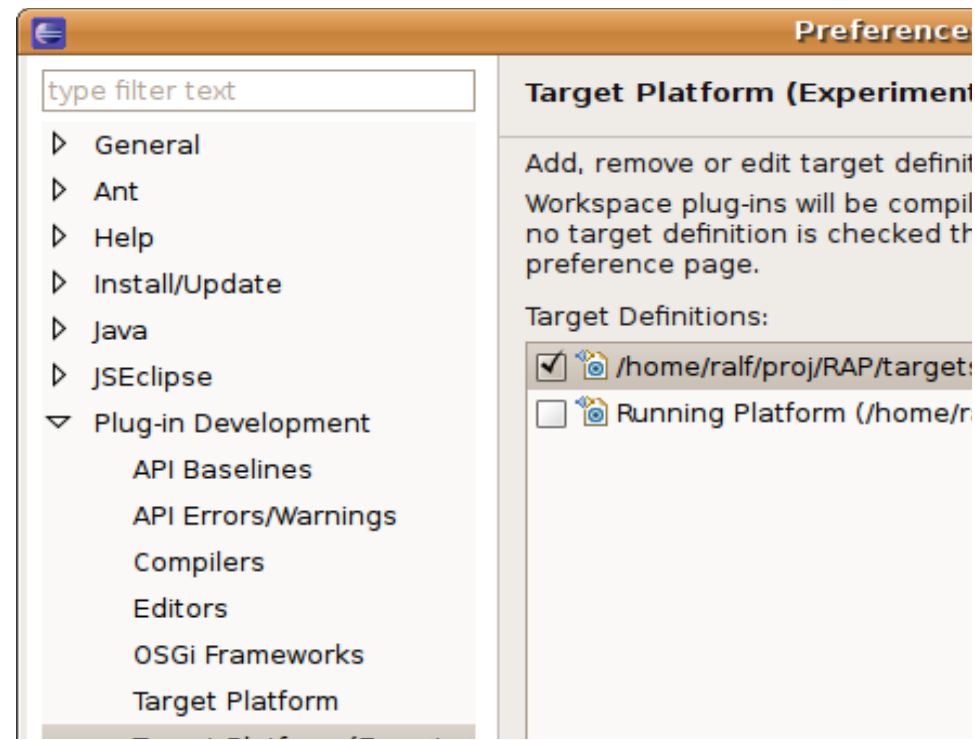 Preferences
type filter text
General
Ant
Help
Install/Update
Java
JSEclipse
Plug-in Development
API Baselines
API Errors/Warnings
Compilers
Editors
OSGi Frameworks
Target Platform
Target Platform (Experiment
Add, remove or edit target definit
Workspace plug-ins will be compil
no target definition is checked th
preference page.
Target Definitions:
/home/ralf/proj/RAP/targets
Running Platform (/home/ra